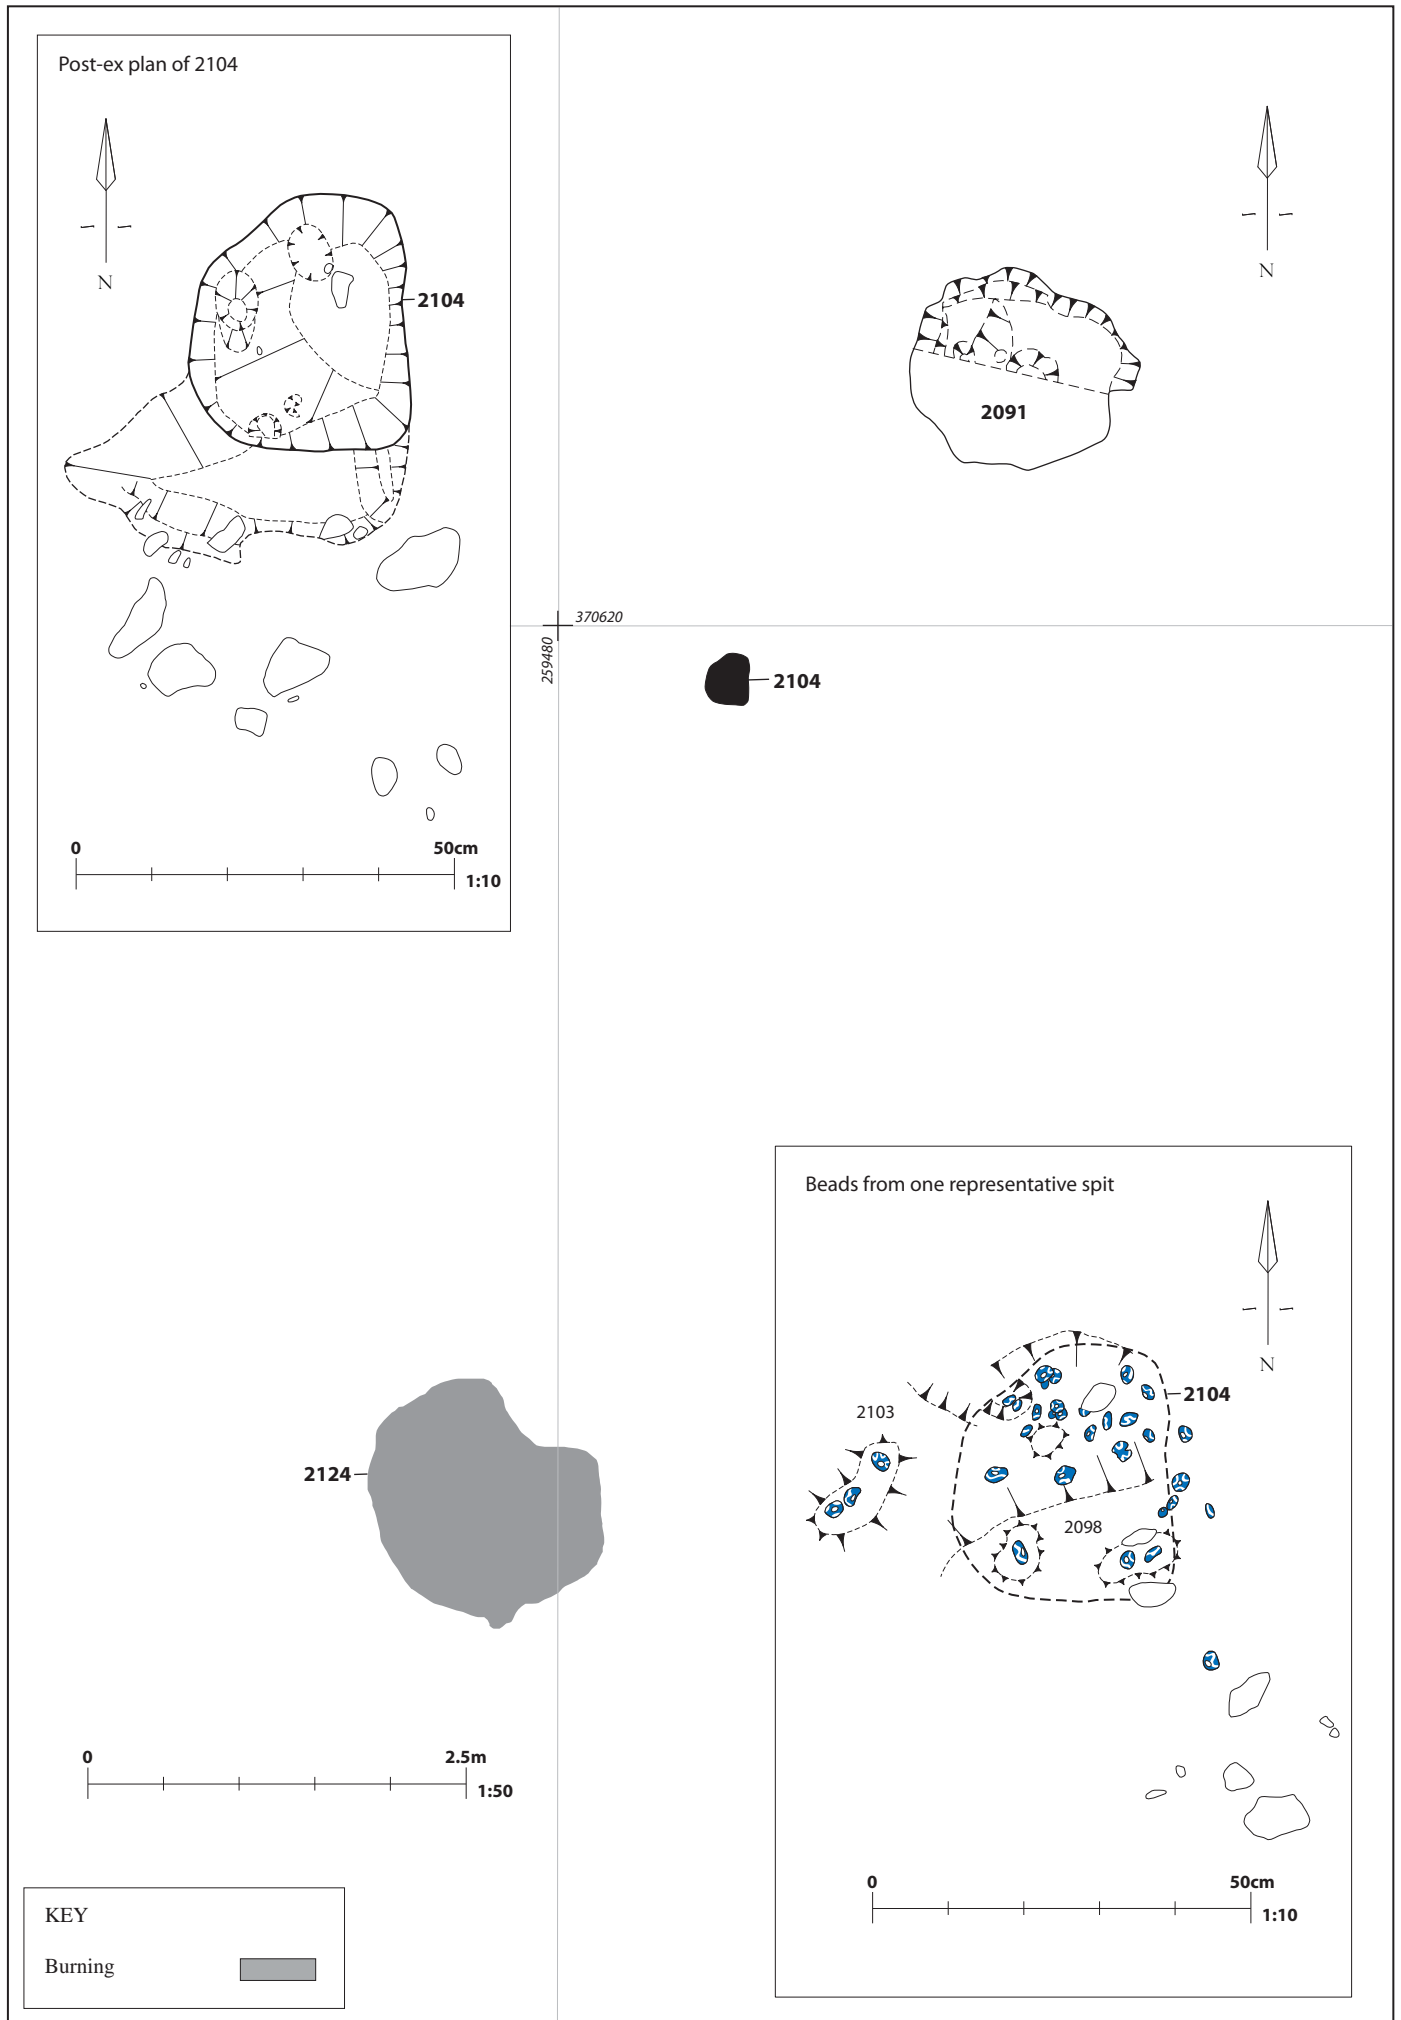 Post-ex plan of 2104
N
2104
0 50cm
1:10
N
2091
370620
259480
2104
2124
0 2.5m
1:50
KEY
Burning
Beads from one representative spit
N
2103
2104
2098
0 50cm
1:10